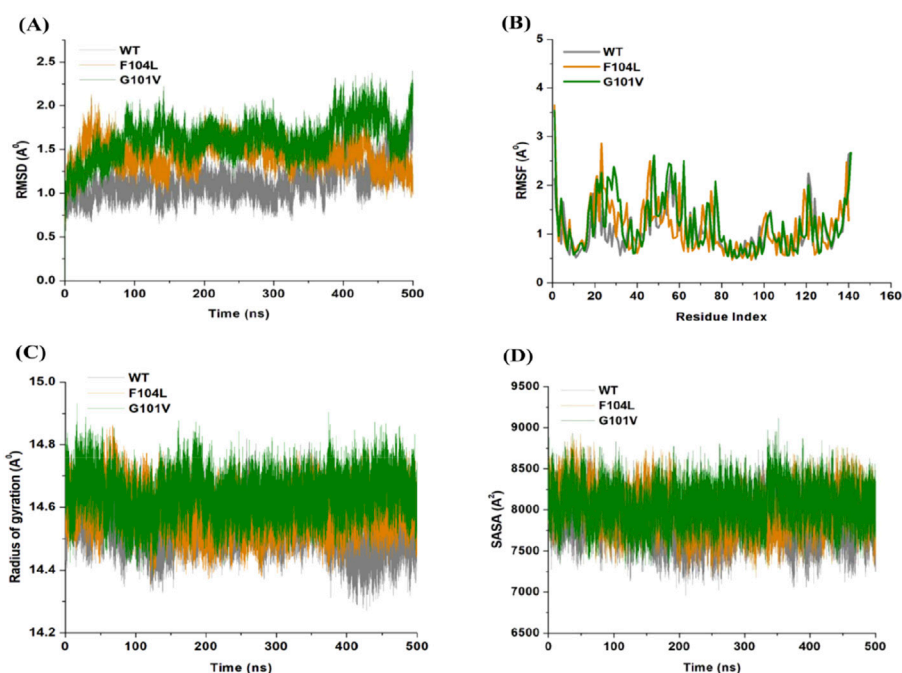 (A)
WT
F104L
G101V
2.5
2.0
1.5
1.0
0.5
0.0
RMSD (A⁰)
0 100 200 300 400 500
Time (ns)
(B)
WT
F104L
G101V
5
4
3
2
1
0
RMSF (A⁰)
0 20 40 60 80 100 120 140 160
Residue Index
(C)
WT
F104L
G101V
15.0
14.8
14.6
14.4
14.2
Radius of gyration (A⁰)
0 100 200 300 400 500
Time (ns)
(D)
WT
F104L
G101V
9500
9000
8500
8000
7500
7000
6500
SASA (A²)
0 100 200 300 400 500
Time (ns)